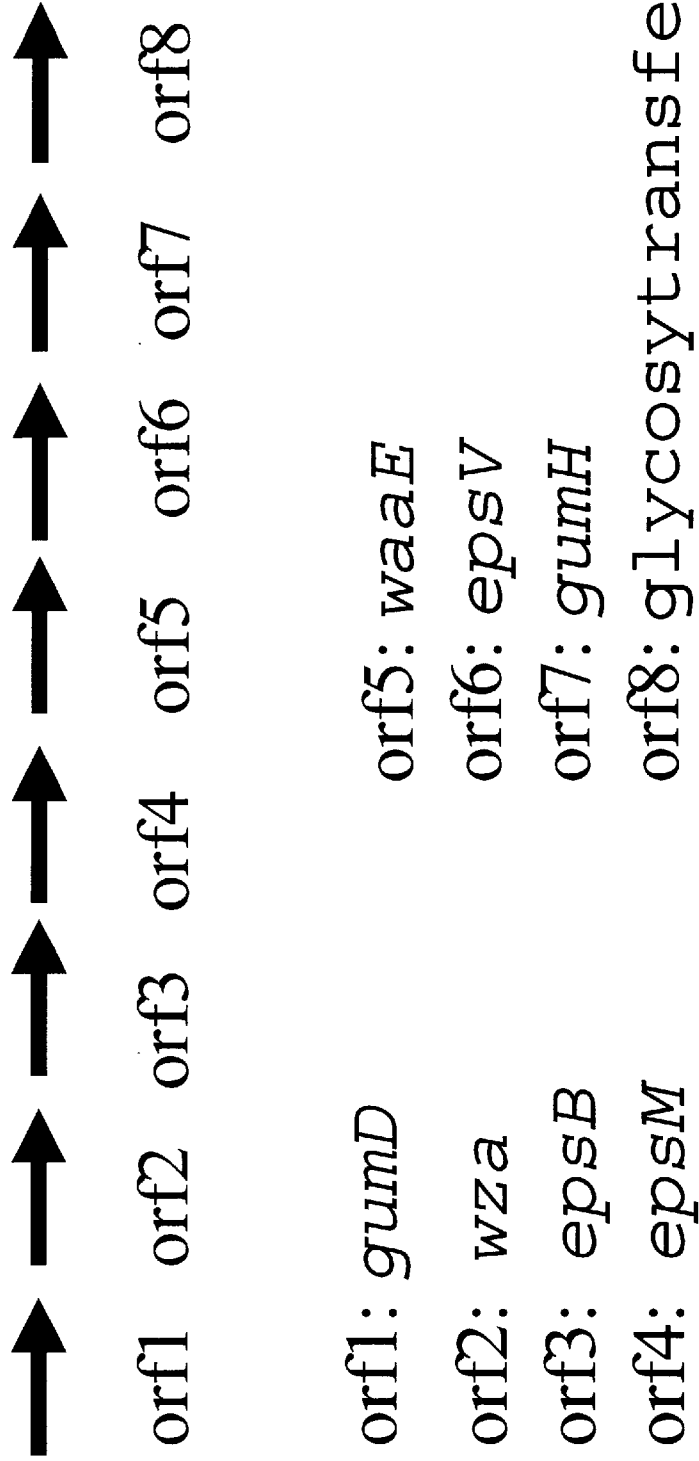 orf1 orf2 orf3 orf4 orf5 orf6 orf7 orf8
orf1: gumD
orf2: wza
orf3: epsB
orf4: epsM
orf5: waaE
orf6: epsV
orf7: gumH
orf8: glycosytransfe